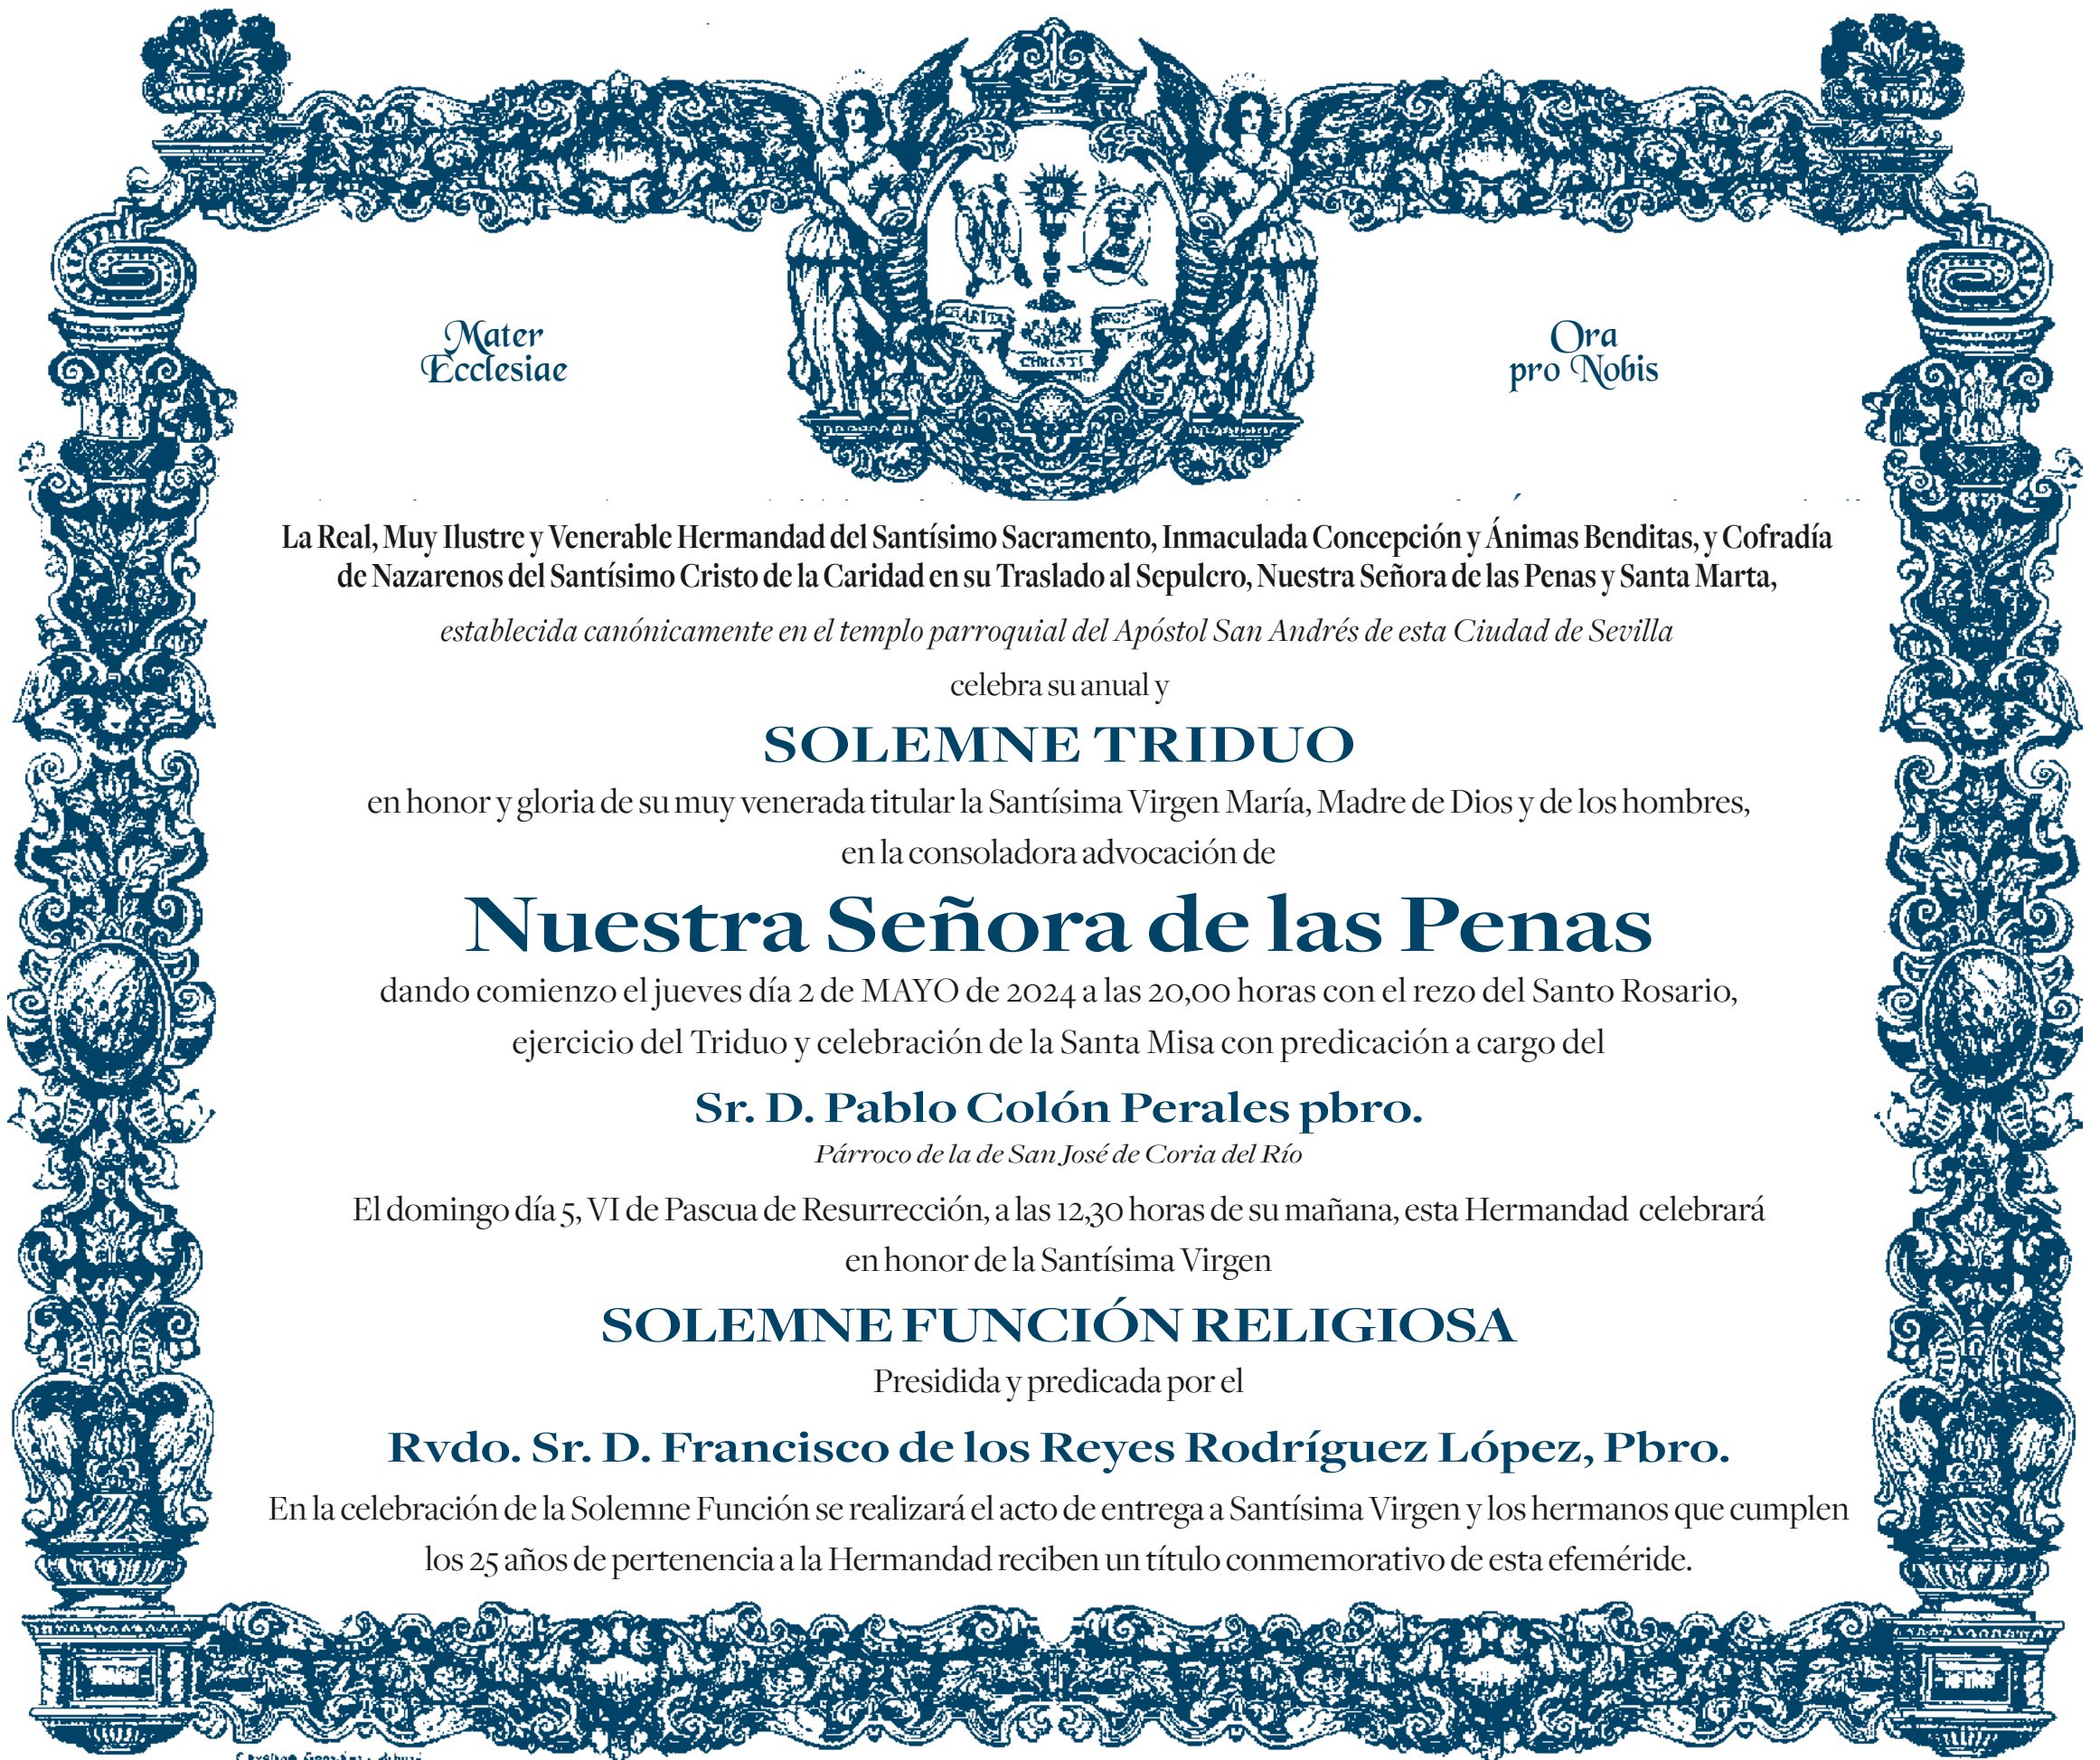 Mater
Ecclesiae
Ora
pro Nobis
CHRISTI
La Real, Muy Ilustre y Venerable Hermandad del Santísimo Sacramento, Inmaculada Concepción y Ánimas Benditas, y Cofradía
de Nazarenos del Santísimo Cristo de la Caridad en su Traslado al Sepulcro, Nuestra Señora de las Penas y Santa Marta,
establecida canónicamente en el templo parroquial del Apóstol San Andrés de esta Ciudad de Sevilla
celebra su anual y
SOLEMNE TRIDUO
en honor y gloria de su muy venerada titular la Santísima Virgen María, Madre de Dios y de los hombres,
en la consoladora advocación de
Nuestra Señora de las Penas
dando comienzo el jueves día 2 de MAYO de 2024 a las 20,00 horas con el rezo del Santo Rosario,
ejercicio del Triduo y celebración de la Santa Misa con predicación a cargo del
Sr. D. Pablo Colón Perales pbro.
Párroco de la de San José de Coria del Río
El domingo día 5, VI de Pascua de Resurrección, a las 12,30 horas de su mañana, esta Hermandad celebrará
en honor de la Santísima Virgen
SOLEMNE FUNCIÓN RELIGIOSA
Presidida y predicada por el
Rvdo. Sr. D. Francisco de los Reyes Rodríguez López, Pbro.
En la celebración de la Solemne Función se realizará el acto de entrega a Santísima Virgen y los hermanos que cumplen
los 25 años de pertenencia a la Hermandad reciben un título conmemorativo de esta efeméride.